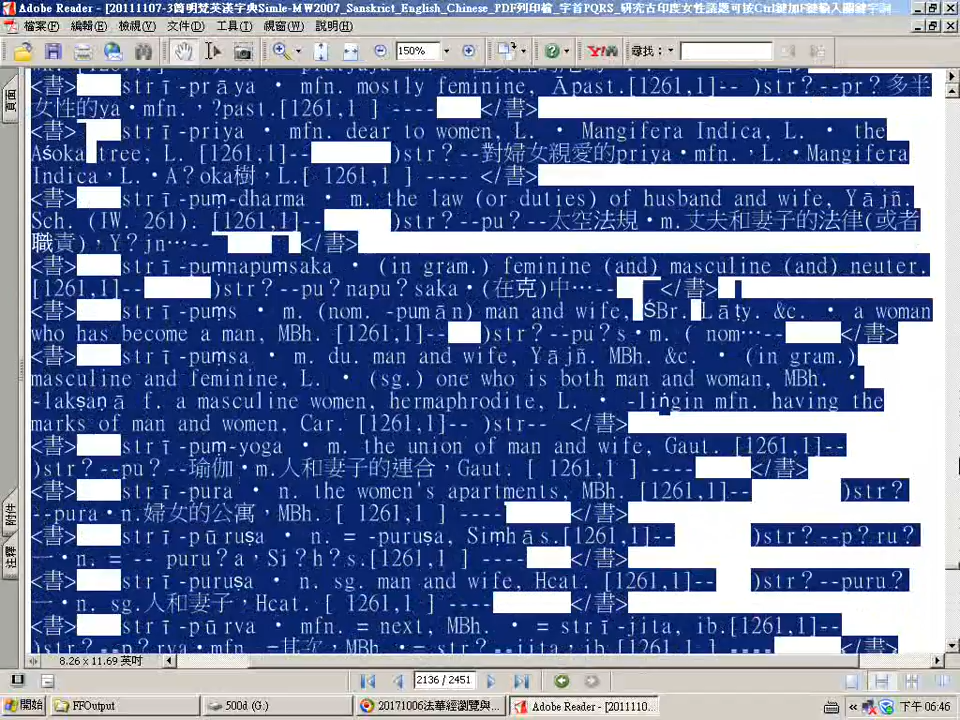 Adobe Reader - [20111107-3簡明梵英漢字典Simle-MW2007_Sanskrict_English_Chinese_PDF列印檔_字首PQRS_研究古印度女性議題可按Ctrl鍵加F鍵輸入關鍵字詞
檔案(F) 編輯(E) 檢視(V) 文件(D) 工具(T) 視窗(W) 說明(H)
150% Y! 尋找:
頁面
<書> strī-prāya • mfn. mostly feminine, Āpast.[1261,1]-- )str?--pr?多半
女性的ya•mfn.,?past.[1261,1 ] ---- </書>
<書> strī-priya • mfn. dear to women, L. • Mangifera Indica, L. • the
Aśoka tree, L. [1261,1]-- )str?--對婦女親愛的priya•mfn.,L.•Mangifera
Indica,L.•A?oka樹,L.[ 1261,1 ] ---- </書>
<書> strī-puṃ-dharma • m. the law (or duties) of husband and wife, Yājñ.
Sch. (IW. 261). [1261,1]-- )str?--pu?--太空法規•m.丈夫和妻子的法律(或者
職責),Y?jn…-- </書>
<書> strī-puṃnapuṃsaka • (in gram.) feminine (and) masculine (and) neuter.
[1261,1]-- )str?--pu?napu?saka•(在克)中…-- </書>
<書> strī-puṃs • m. (nom. -pumān) man and wife, ŚBr. Lāṭy. &c. • a woman
who has become a man, MBh. [1261,1]-- )str?--pu?s•m. ( nom…-- </書>
<書> strī-puṃsa • m. du. man and wife, Yājñ. MBh. &c. • (in gram.)
masculine and feminine, L. • (sg.) one who is both man and woman, MBh. •
-lakṣaṇā f. a masculine women, hermaphrodite, L. • -liṅgin mfn. having the
marks of man and women, Car. [1261,1]-- )str-- </書>
<書> strī-puṃ-yoga • m. the union of man and wife, Gaut. [1261,1]--
)str?--pu?--瑜伽•m.人和妻子的連合,Gaut. [ 1261,1 ] ---- </書>
<書> strī-pura • n. the women's apartments, MBh. [1261,1]-- )str?
--pura•n.婦女的公寓,MBh. [ 1261,1 ] ---- </書>
<書> strī-pūruṣa • n. = -puruṣa, Siṃhās.[1261,1]-- )str?--p?ru?
一•n. = -- puru?a, Si?h?s.[1261,1 ] ---- </書>
<書> strī-puruṣa • n. sg. man and wife, Hcat. [1261,1]-- )str?--puru?
一•n. sg.人和妻子,Hcat. [ 1261,1 ] ---- </書>
<書> strī-pūrva • mfn. = next, MBh. • = strī-jita, ib.[1261,1]--
)str?--p?rva•mfn. =其次,MBh.•=str?--jita,ib.[1261,1 ] ----
附件
注釋
8.26 x 11.69 英吋
2136 / 2451
開始 FFOutput 500d (G:) 20171006法華經瀏覽與... Adobe Reader - [2011110... 下午 06:46